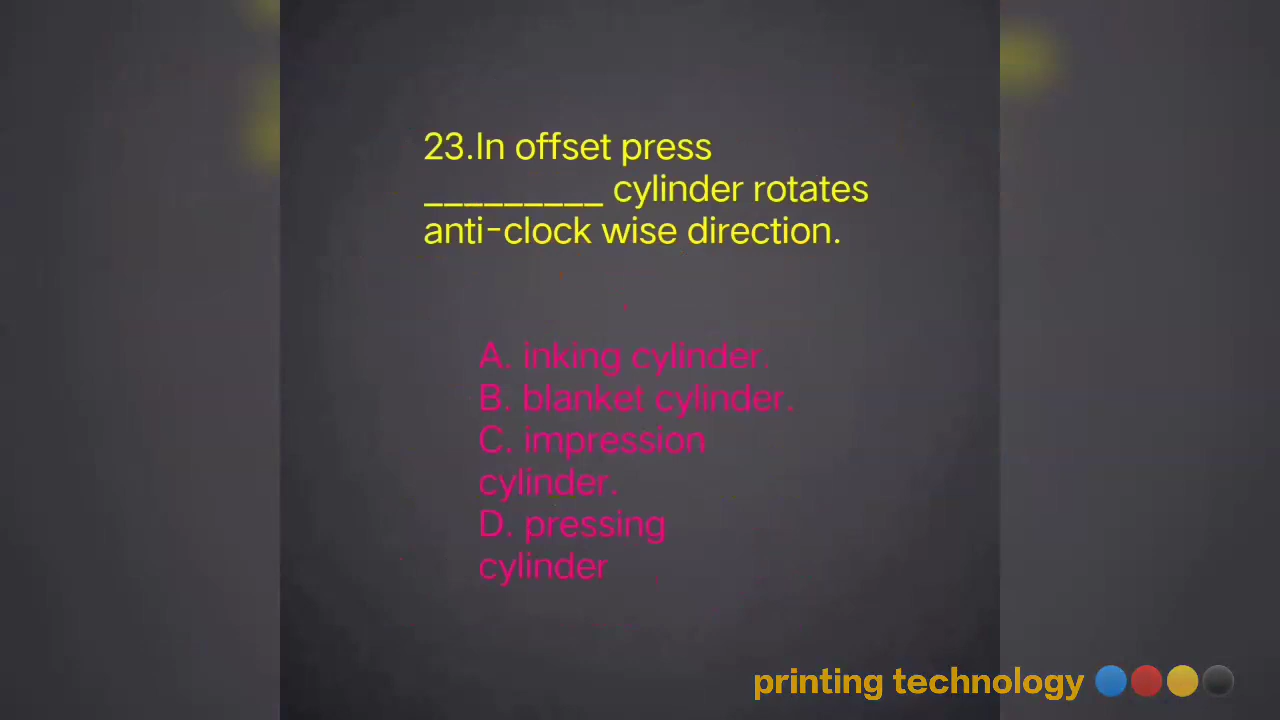 23.In offset press
_________ cylinder rotates
anti-clock wise direction.
A. inking cylinder.
B. blanket cylinder.
C. impression
cylinder.
D. pressing
cylinder
printing technology